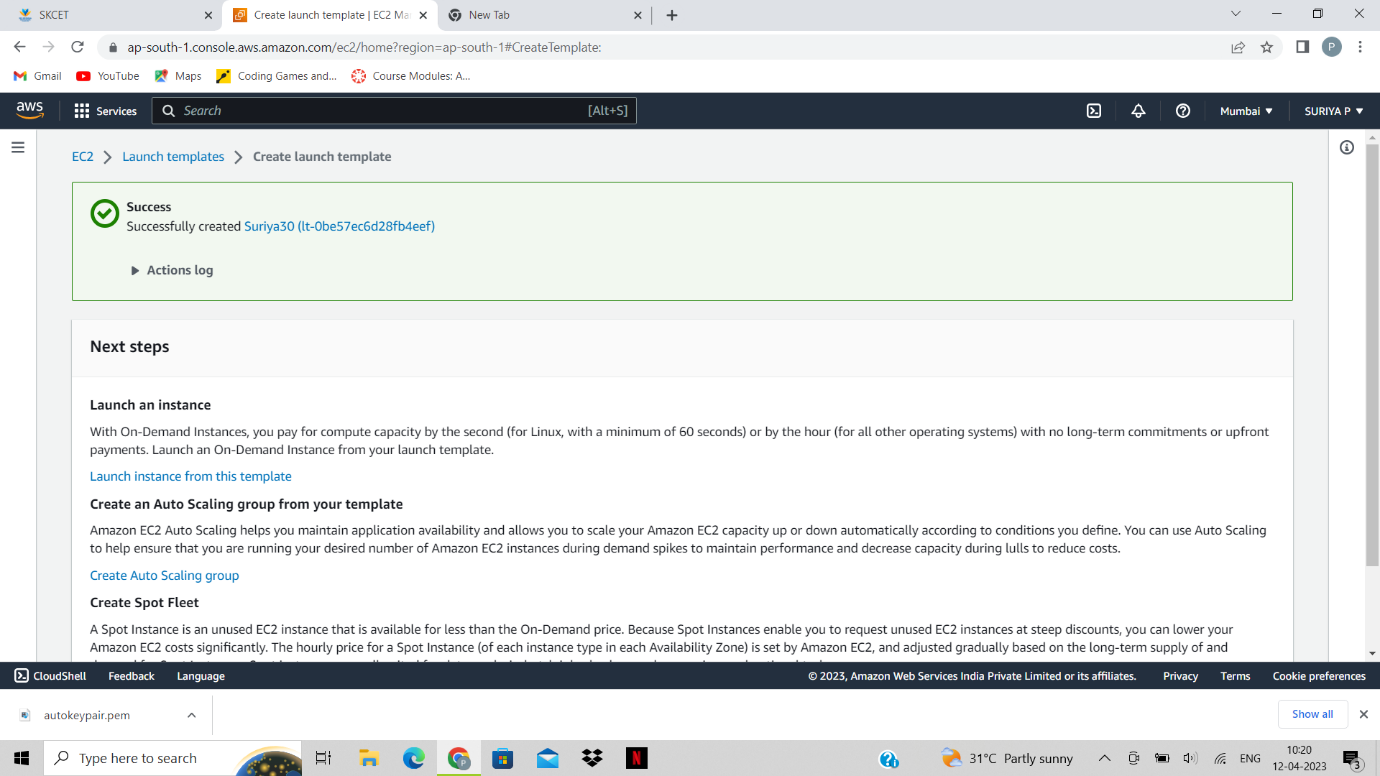 SKCET
Create launch template | EC2 Ma
New Tab
ap-south-1.console.aws.amazon.com/ec2/home?region=ap-south-1#CreateTemplate:
P
Gmail
YouTube
Maps
Coding Games and...
Course Modules: A...
aws
Services
Search
[Alt+S]
Mumbai
SURIYA P
EC2
Launch templates
Create launch template
Success
Successfully created Suriya30 (lt-0be57ec6d28fb4eef)
Actions log
Next steps
Launch an instance
With On-Demand Instances, you pay for compute capacity by the second (for Linux, with a minimum of 60 seconds) or by the hour (for all other operating systems) with no long-term commitments or upfront
payments. Launch an On-Demand Instance from your launch template.
Launch instance from this template
Create an Auto Scaling group from your template
Amazon EC2 Auto Scaling helps you maintain application availability and allows you to scale your Amazon EC2 capacity up or down automatically according to conditions you define. You can use Auto Scaling
to help ensure that you are running your desired number of Amazon EC2 instances during demand spikes to maintain performance and decrease capacity during lulls to reduce costs.
Create Auto Scaling group
Create Spot Fleet
A Spot Instance is an unused EC2 instance that is available for less than the On-Demand price. Because Spot Instances enable you to request unused EC2 instances at steep discounts, you can lower your
Amazon EC2 costs significantly. The hourly price for a Spot Instance (of each instance type in each Availability Zone) is set by Amazon EC2, and adjusted gradually based on the long-term supply of and
CloudShell
Feedback
Language
© 2023, Amazon Web Services India Private Limited or its affiliates.
Privacy
Terms
Cookie preferences
autokeypair.pem
Show all
Type here to search
N
31°C Partly sunny
ENG
10:20
12-04-2023
3